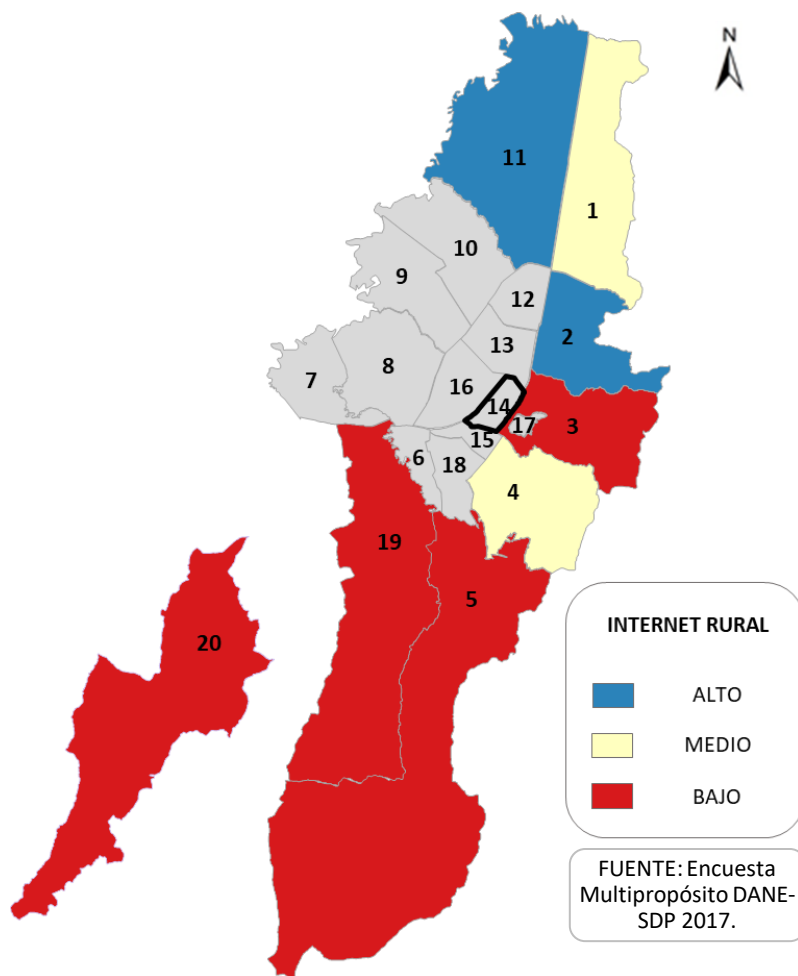 N
11
1
10
9
12
2
13
8
7
16
14
17
3
15
6
18
4
19
5
20
INTERNET RURAL
ALTO
MEDIO
BAJO
FUENTE: Encuesta
Multipropósito DANE-
SDP 2017.